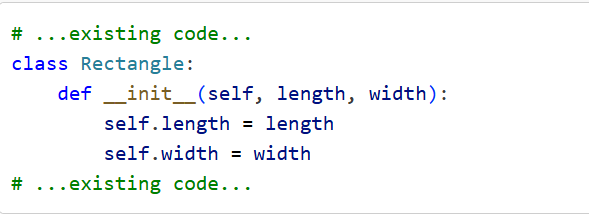 # ...existing code...
class Rectangle:
    def __init__(self, length, width):
        self.length = length
        self.width = width
# ...existing code...